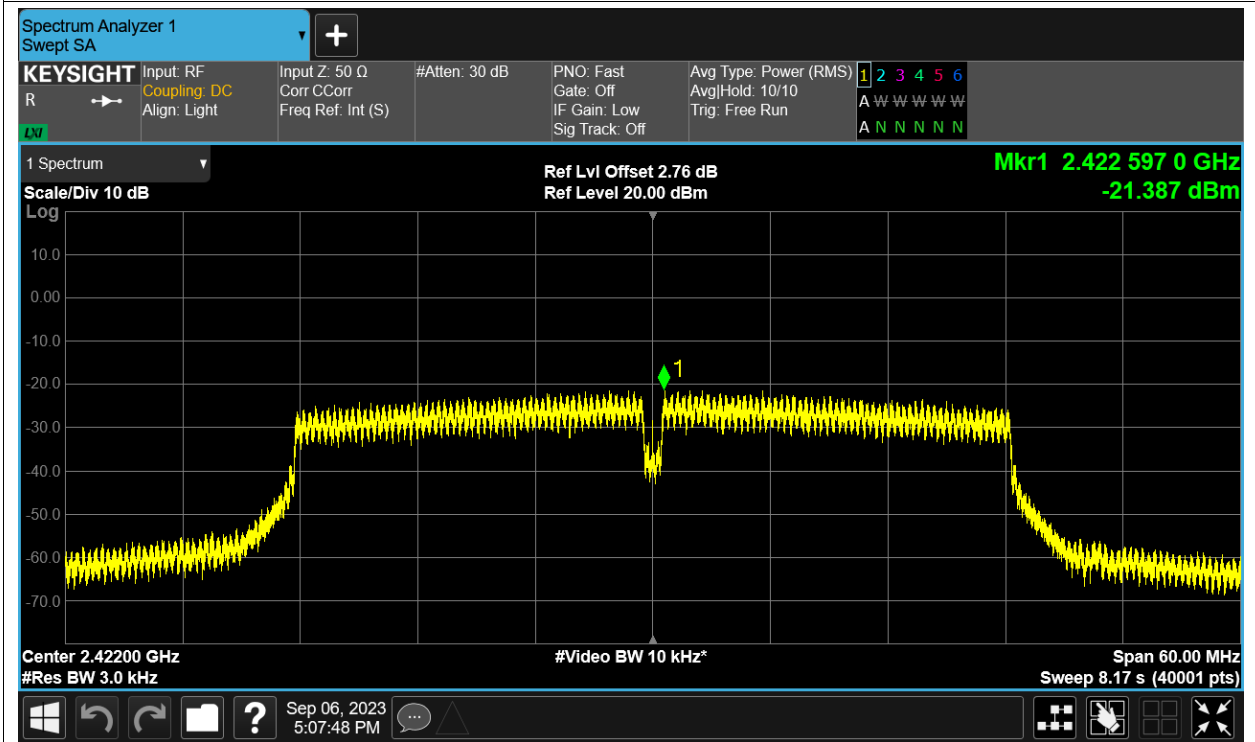 Spectrum Analyzer 1
Swept SA
KEYSIGHT
R
LXI
Input: RF
Coupling: DC
Align: Light
Input Z: 50 Ω
Corr CCorr
Freq Ref: Int (S)
#Atten: 30 dB
PNO: Fast
Gate: Off
IF Gain: Low
Sig Track: Off
Avg Type: Power (RMS)
Avg|Hold: 10/10
Trig: Free Run
1 2 3 4 5 6
A W W W W W
A N N N N N
1 Spectrum
Scale/Div 10 dB
Ref Lvl Offset 2.76 dB
Ref Level 20.00 dBm
Mkr1 2.422 597 0 GHz
-21.387 dBm
Log
10.0
0.00
-10.0
-20.0
-30.0
-40.0
-50.0
-60.0
-70.0
1
Center 2.42200 GHz
#Res BW 3.0 kHz
#Video BW 10 kHz*
Span 60.00 MHz
Sweep 8.17 s (40001 pts)
?
Sep 06, 2023
5:07:48 PM